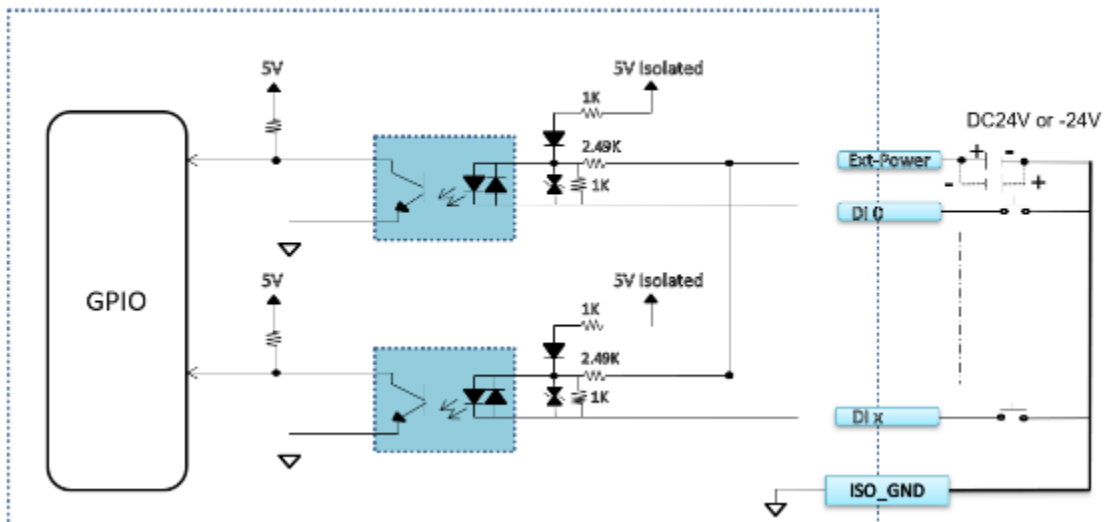 5V
5V Isolated
1K
DC24V or -24V
2.49K
Ext-Power
+
-
1K
-
+
DI 0
5V
5V Isolated
GPIO
1K
2.49K
1K
DI x
ISO_GND